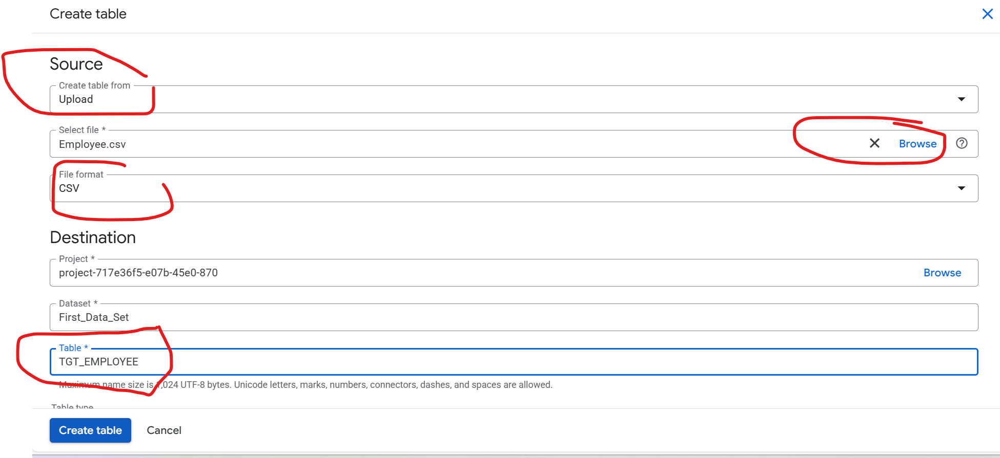 Create table
Source
Create table from
Upload
Select file *
Employee.csv
Browse
File format
CSV
Destination
Project *
project-717e36f5-e07b-45e0-870
Browse
Dataset *
First_Data_Set
Table *
TGT_EMPLOYEE
Maximum name size is 1,024 UTF-8 bytes. Unicode letters, marks, numbers, connectors, dashes, and spaces are allowed.
Table type
Create table Cancel